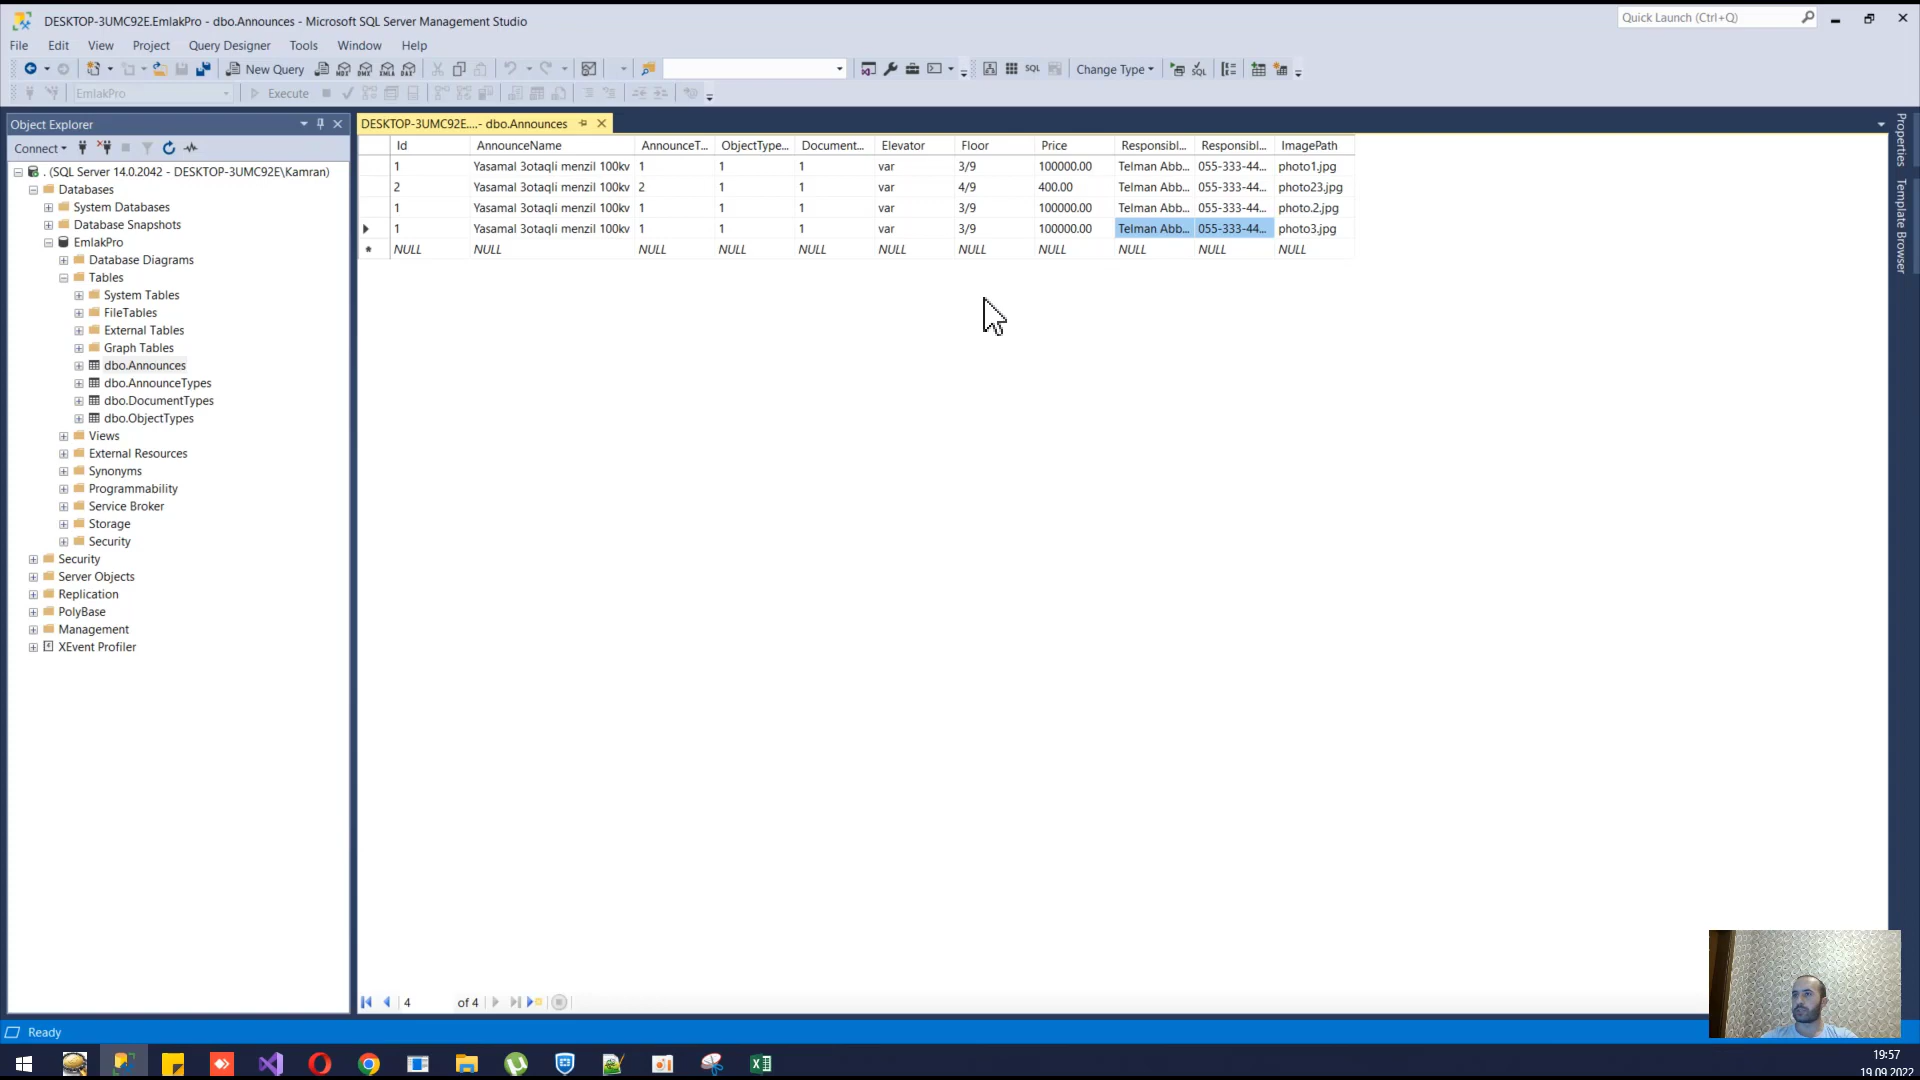 DESKTOP-3UMC92E.EmlakPro - dbo.Announces - Microsoft SQL Server Management Studio
Quick Launch (Ctrl+Q)
File Edit View Project Query Designer Tools Window Help
New Query MDX DMX XMLA DAX SQL Change Type
EmlakPro Execute
Object Explorer
DESKTOP-3UMC92E....- dbo.Announces
Connect
. (SQL Server 14.0.2042 - DESKTOP-3UMC92E\Kamran)
Databases
System Databases
Database Snapshots
EmlakPro
Database Diagrams
Tables
System Tables
FileTables
External Tables
Graph Tables
dbo.Announces
dbo.AnnounceTypes
dbo.DocumentTypes
dbo.ObjectTypes
Views
External Resources
Synonyms
Programmability
Service Broker
Storage
Security
Security
Server Objects
Replication
PolyBase
Management
XEvent Profiler
Id AnnounceName AnnounceT... ObjectType... Document... Elevator Floor Price Responsibl... Responsibl... ImagePath
1 Yasamal 3otaqli menzil 100kv 1 1 1 var 3/9 100000.00 Telman Abb... 055-333-44... photo1.jpg
2 Yasamal 3otaqli menzil 100kv 2 1 1 var 4/9 400.00 Telman Abb... 055-333-44... photo23.jpg
1 Yasamal 3otaqli menzil 100kv 1 1 1 var 3/9 100000.00 Telman Abb... 055-333-44... photo.2.jpg
1 Yasamal 3otaqli menzil 100kv 1 1 1 var 3/9 100000.00 Telman Abb... 055-333-44... photo3.jpg
NULL NULL NULL NULL NULL NULL NULL NULL NULL NULL NULL
Properties
Template Browser
4 of 4
Ready
19:57
19.09.2022